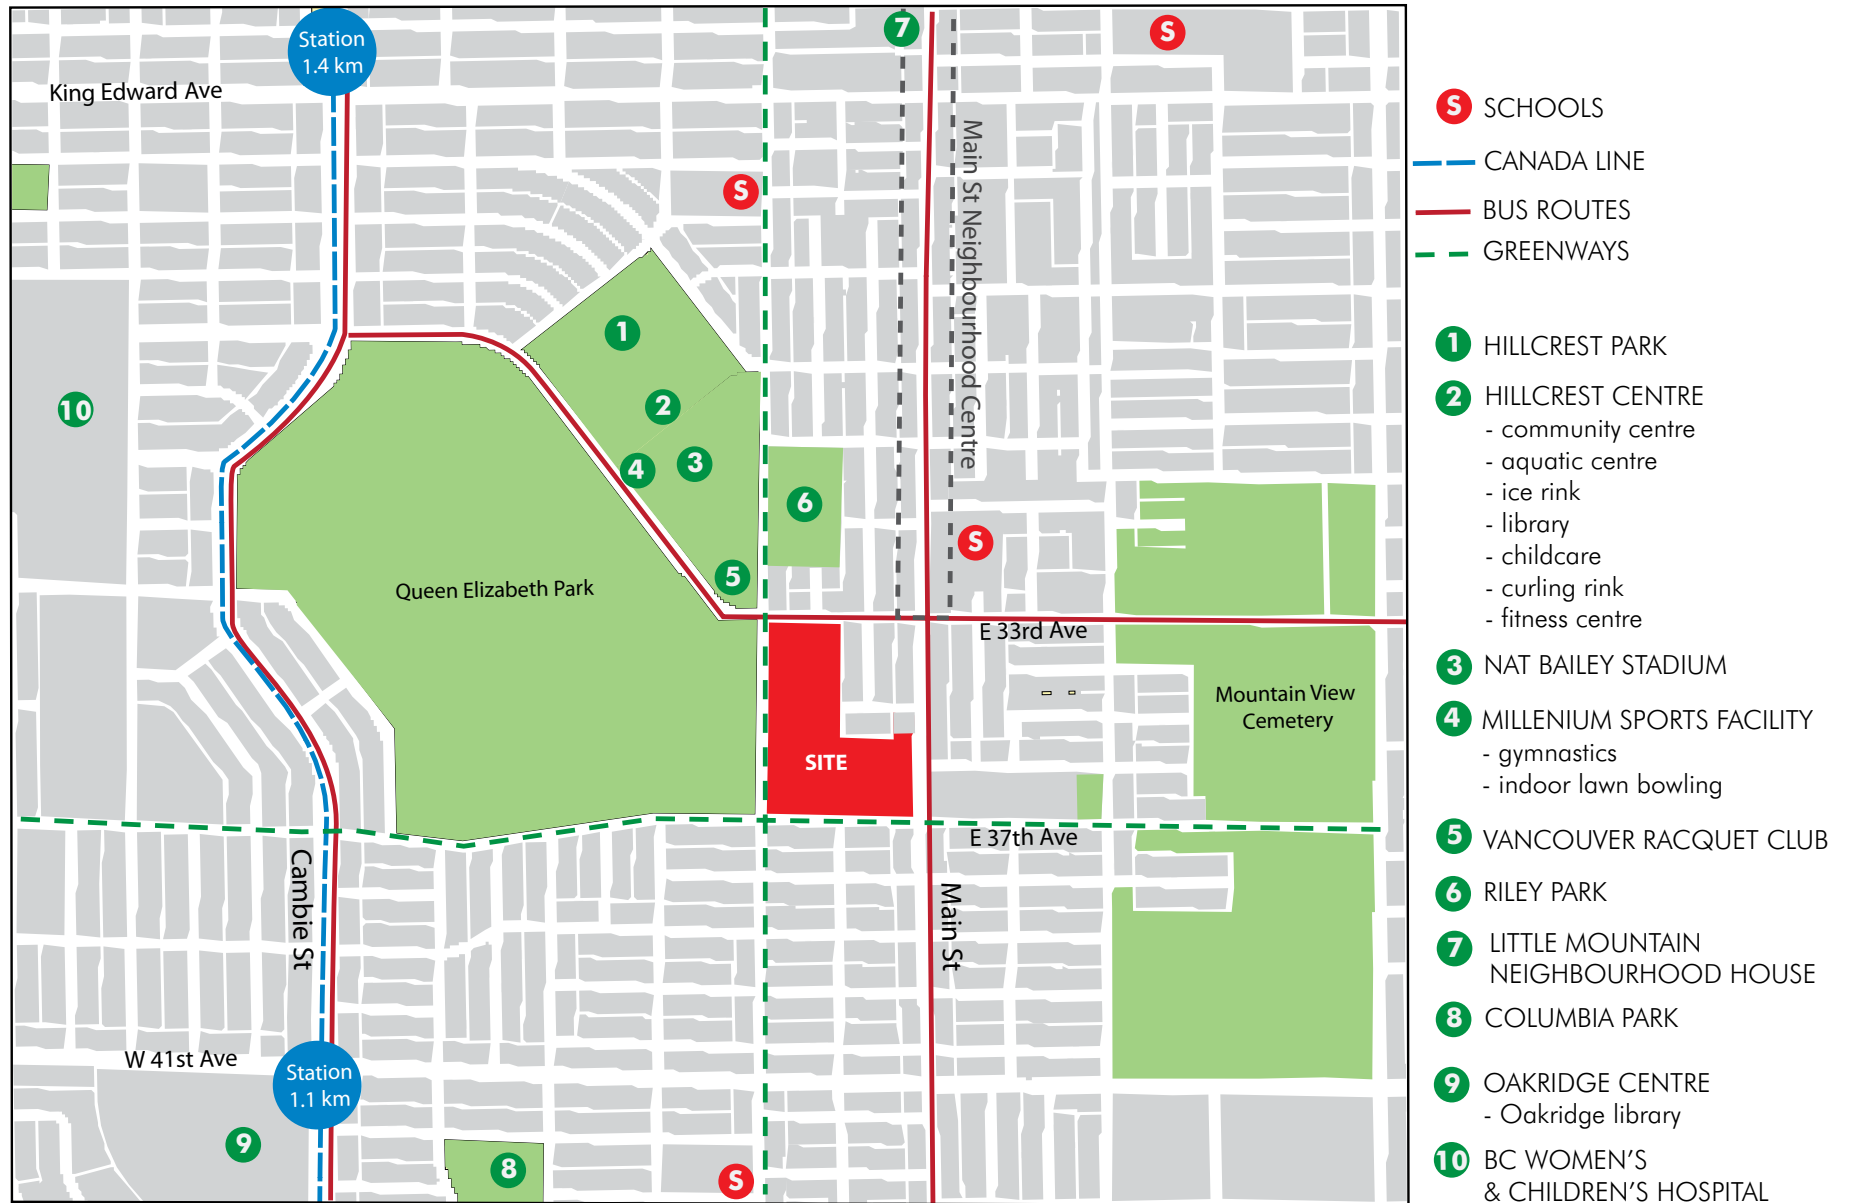 Station
1.4 km
King Edward Ave
7
S
S
Main St Neighbourhood Centre
1
2
3
4
10
6
S
5
Queen Elizabeth Park
E 33rd Ave
Mountain View
Cemetery
SITE
E 37th Ave
Cambie St
Main St
W 41st Ave
Station
1.1 km
9
8
S
S SCHOOLS
CANADA LINE
BUS ROUTES
GREENWAYS
1 HILLCREST PARK
2 HILLCREST CENTRE
- community centre
- aquatic centre
- ice rink
- library
- childcare
- curling rink
- fitness centre
3 NAT BAILEY STADIUM
4 MILLENIUM SPORTS FACILITY
- gymnastics
- indoor lawn bowling
5 VANCOUVER RACQUET CLUB
6 RILEY PARK
7 LITTLE MOUNTAIN
NEIGHBOURHOOD HOUSE
8 COLUMBIA PARK
9 OAKRIDGE CENTRE
- Oakridge library
10 BC WOMEN'S
& CHILDREN'S HOSPITAL